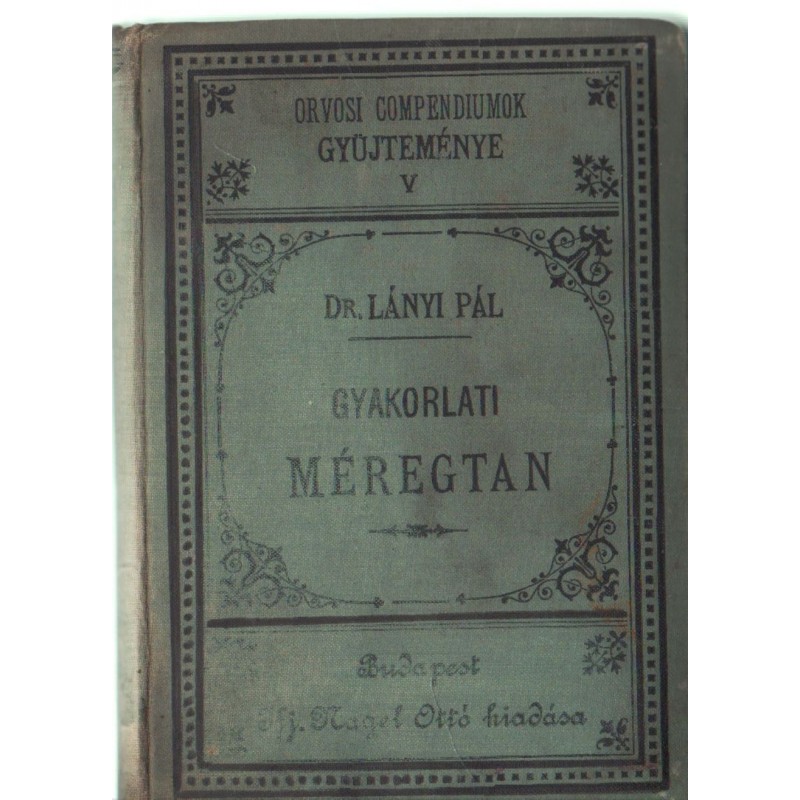 ORVOSI COMPENDIUMOK
GYÜJTEMÉNYE
V
DR. LÁNYI PÁL
GYAKORLATI
MÉREGTAN
Budapest
Ifj. Nagel Ottó kiadása